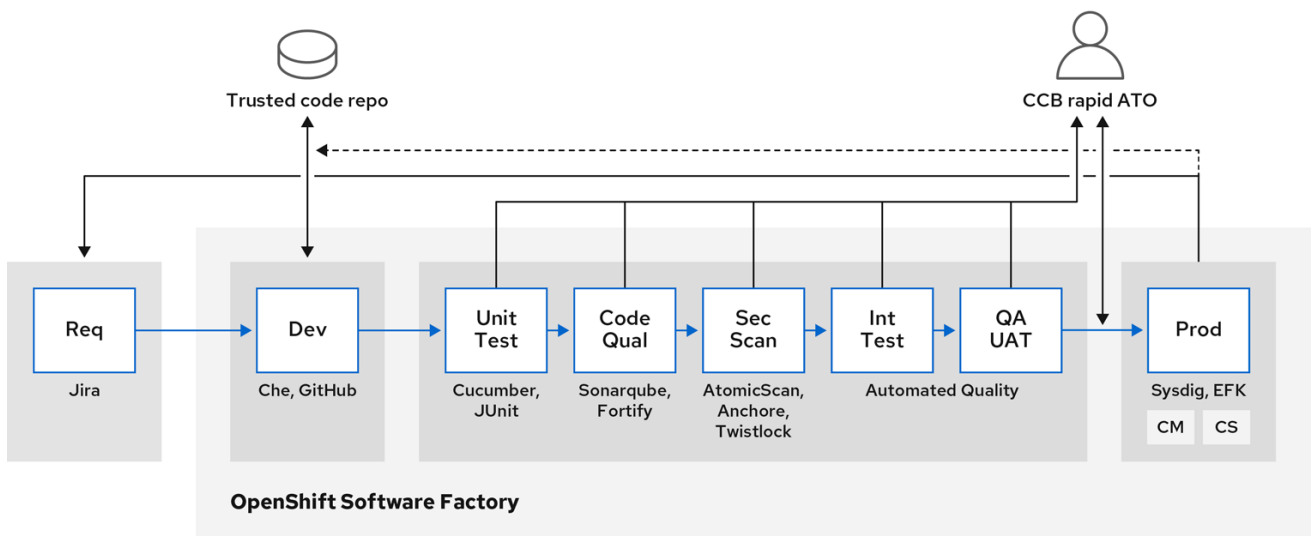 Trusted code repo
CCB rapid ATO
Req
Jira
Dev
Che, GitHub
Unit
Test
Cucumber,
JUnit
Code
Qual
Sonarqube,
Fortify
Sec
Scan
AtomicScan,
Anchore,
Twistlock
Int
Test
QA
UAT
Automated Quality
Prod
Sysdig, EFK
CM
CS
OpenShift Software Factory